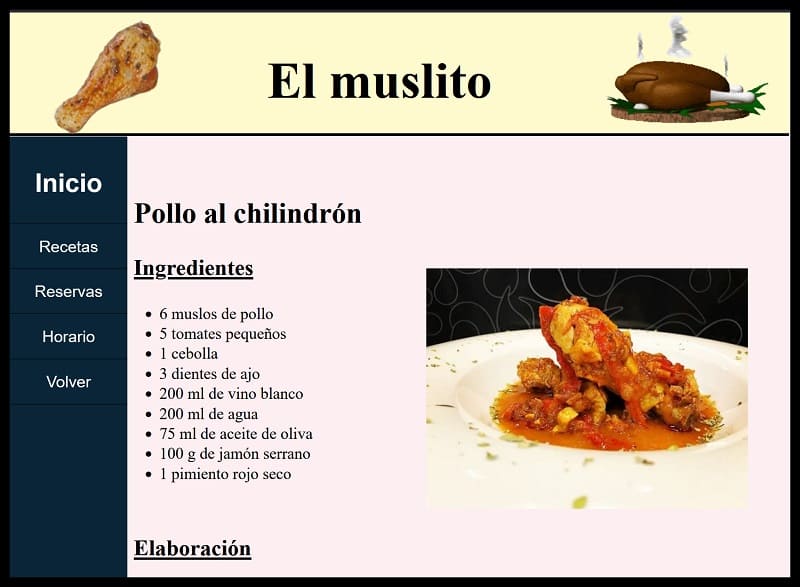 El muslito
Inicio
Recetas
Reservas
Horario
Volver
Pollo al chilindrón
Ingredientes
6 muslos de pollo
5 tomates pequeños
1 cebolla
3 dientes de ajo
200 ml de vino blanco
200 ml de agua
75 ml de aceite de oliva
100 g de jamón serrano
1 pimiento rojo seco
Elaboración